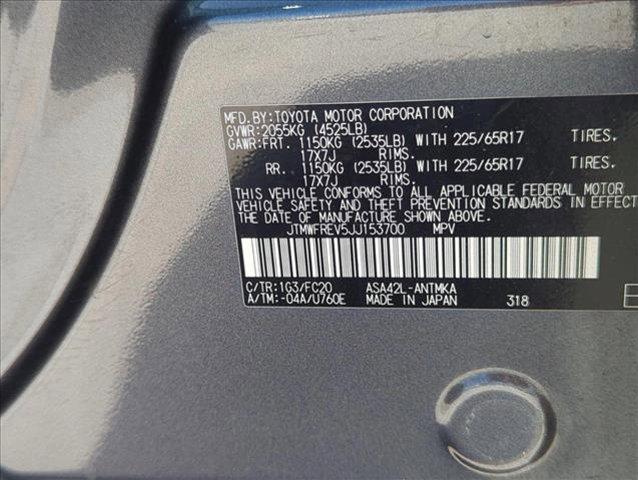 MFD.BY:TOYOTA MOTOR CORPORATION
GVWR:2055KG (4525LB)
GAWR:FRT. 1150KG (2535LB) WITH 225/65R17 TIRES.
17X7J RIMS.
RR. 1150KG (2535LB) WITH 225/65R17 TIRES.
17X7J RIMS.
THIS VEHICLE CONFORMS TO ALL APPLICABLE FEDERAL MOTOR
VEHICLE SAFETY AND THEFT PREVENTION STANDARDS IN EFFECT
ON THE DATE OF MANUFACTURE SHOWN ABOVE.
JTMWFREV5JJ153700 MPV
C/TR:1G3/FC20 ASA42L-ANTMKA
A/TM:-04A/U760E MADE IN JAPAN 318